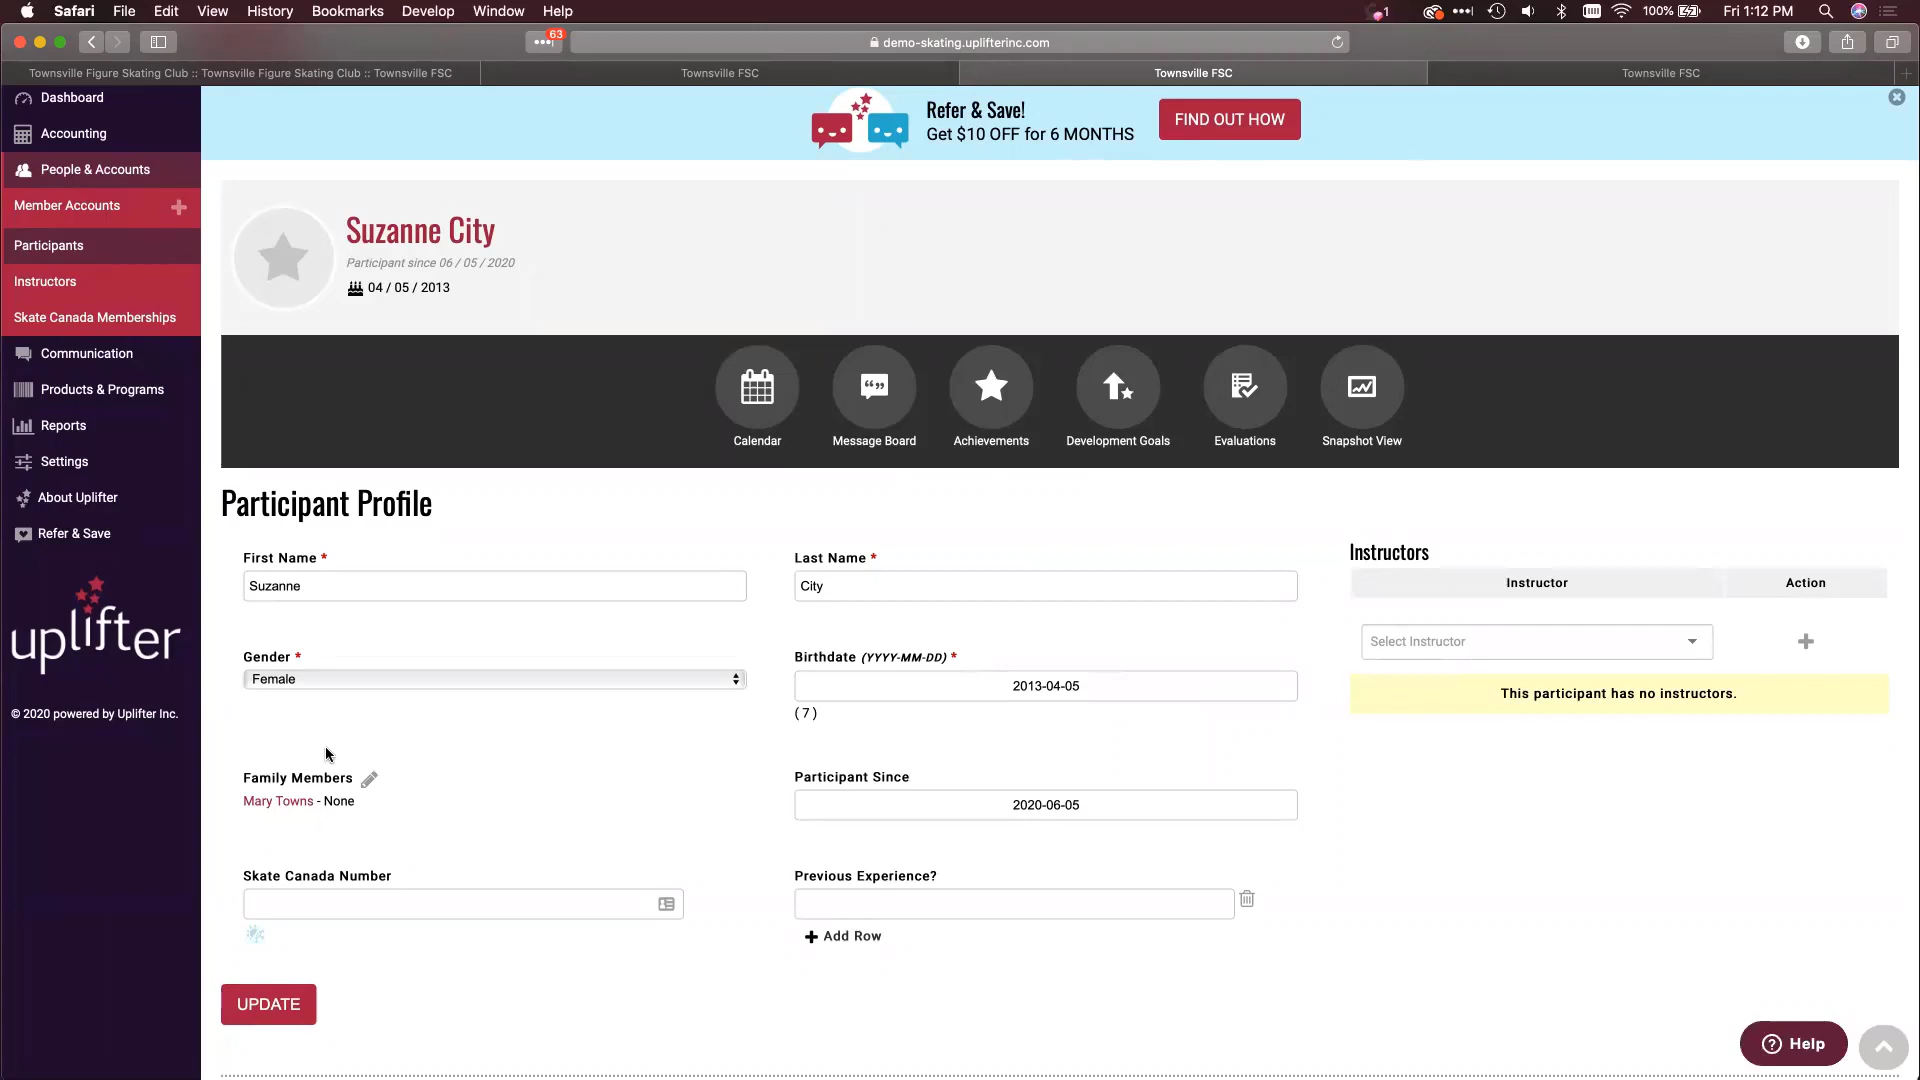 Safari File Edit View History Bookmarks Develop Window Help
1
100%
Fri 1:12 PM
63
demo-skating.uplifterinc.com
Townsville Figure Skating Club :: Townsville Figure Skating Club :: Townsville FSC
Townsville FSC
Townsville FSC
Townsville FSC
Dashboard
Accounting
People & Accounts
Member Accounts
Participants
Instructors
Skate Canada Memberships
Communication
Products & Programs
Reports
Settings
About Uplifter
Refer & Save
uplifter
© 2020 powered by Uplifter Inc.
Refer & Save!
Get $10 OFF for 6 MONTHS
FIND OUT HOW
Suzanne City
Participant since 06 / 05 / 2020
04 / 05 / 2013
Calendar
Message Board
Achievements
Development Goals
Evaluations
Snapshot View
Participant Profile
First Name *
Suzanne
Last Name *
City
Gender *
Female
Birthdate (YYYY-MM-DD) *
2013-04-05
( 7 )
Family Members
Mary Towns - None
Participant Since
2020-06-05
Skate Canada Number
Previous Experience?
Add Row
UPDATE
Instructors
Instructor
Action
Select Instructor
This participant has no instructors.
Help